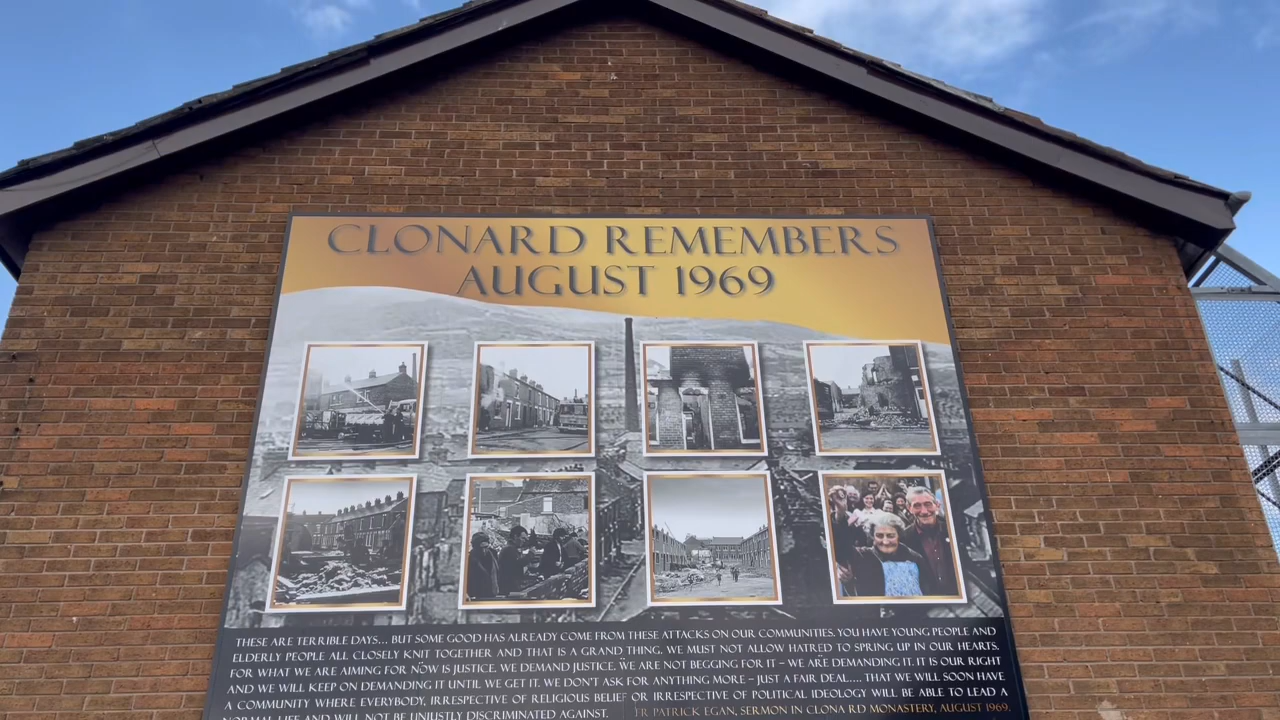 CLONARD REMEMBERS
AUGUST 1969
THESE ARE TERRIBLE DAYS... BUT SOME GOOD HAS ALREADY COME FROM THESE ATTACKS ON OUR COMMUNITIES. YOU HAVE YOUNG PEOPLE AND
ELDERLY PEOPLE ALL CLOSELY KNIT TOGETHER AND THAT IS A GRAND THING. WE MUST NOT ALLOW HATRED TO SPRING UP IN OUR HEARTS.
FOR WHAT WE ARE AIMING FOR NOW IS JUSTICE. WE DEMAND JUSTICE. WE ARE NOT BEGGING FOR IT – WE ARE DEMANDING IT. IT IS OUR RIGHT
AND WE WILL KEEP ON DEMANDING IT UNTIL WE GET IT. WE DON'T ASK FOR ANYTHING MORE – JUST A FAIR DEAL.... THAT WE WILL SOON HAVE
A COMMUNITY WHERE EVERYBODY, IRRESPECTIVE OF RELIGIOUS BELIEF OR IRRESPECTIVE OF POLITICAL IDEOLOGY WILL BE ABLE TO LEAD A
NORMAL LIFE AND WILL NOT BE UNJUSTLY DISCRIMINATED AGAINST. FR PATRICK EGAN, SERMON IN CLONA RD MONASTERY, AUGUST 1969.